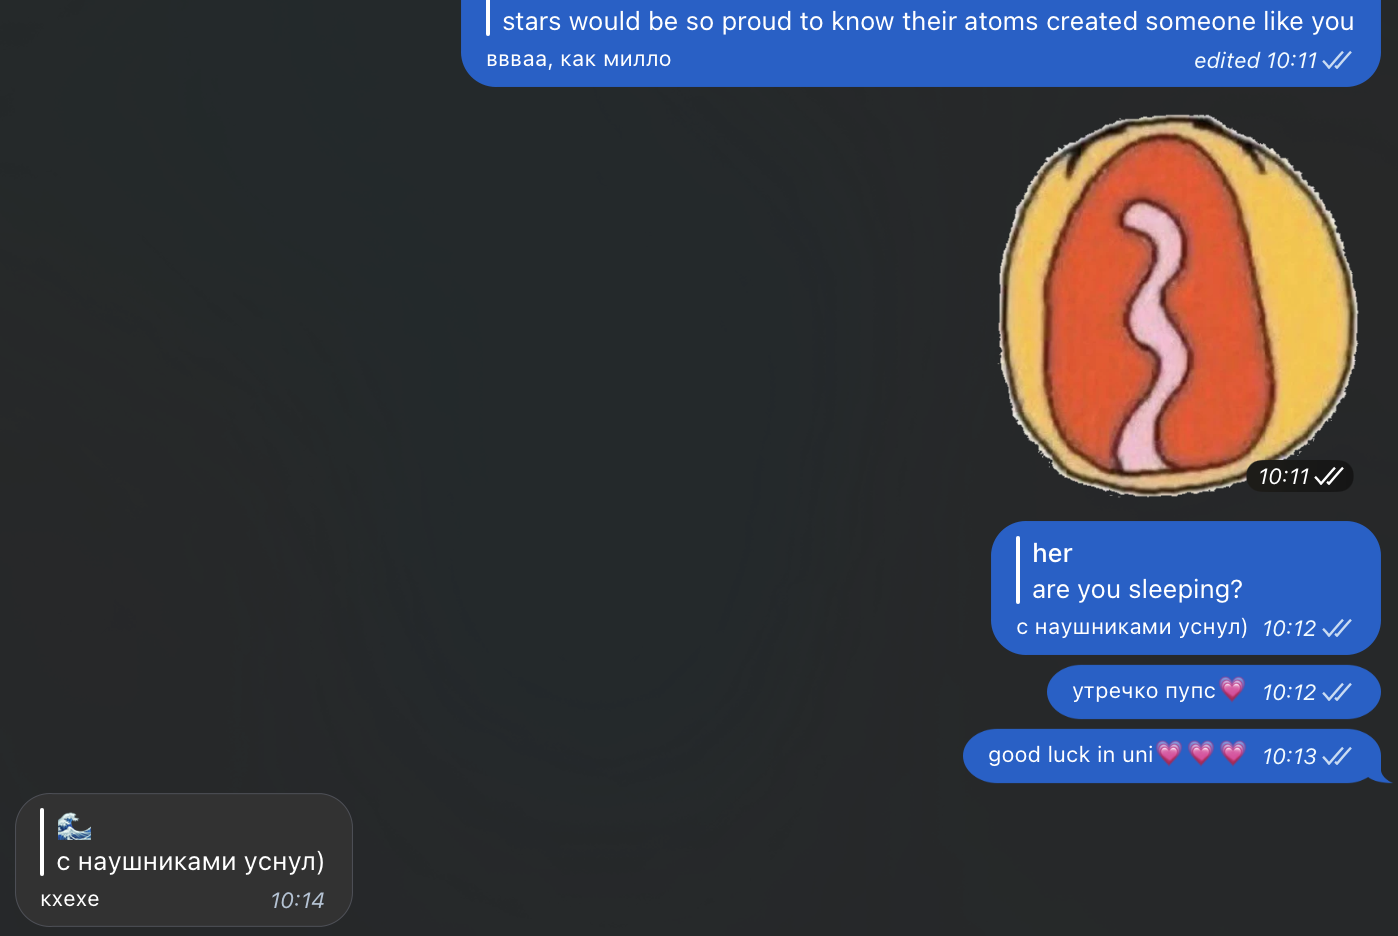 stars would be so proud to know their atoms created someone like you
ввваа, как милло
edited 10:11
10:11
her
are you sleeping?
с наушниками уснул) 10:12
утречко пупс💗 10:12
good luck in uni💗💗💗 10:13
🌊
с наушниками уснул)
кхехе 10:14